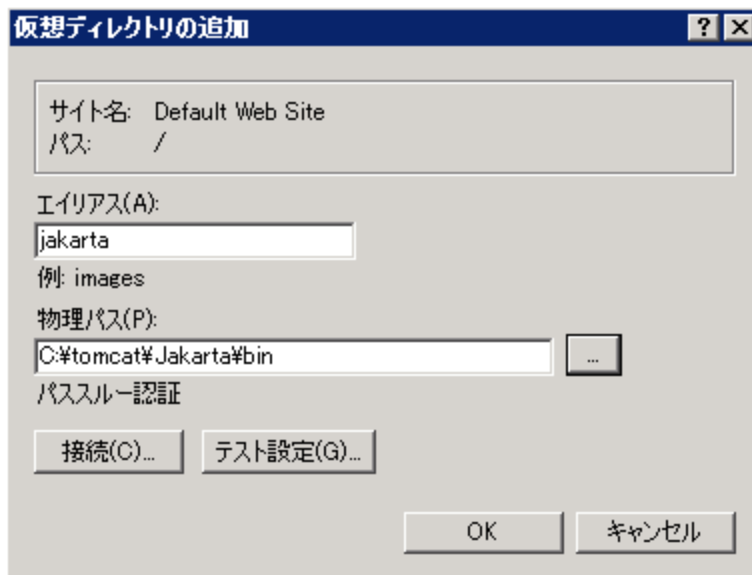 仮想ディレクトリの追加
サイト名: Default Web Site
パス: /
エイリアス(A):
jakarta
例: images
物理パス(P):
C:¥tomcat¥Jakarta¥bin
...
パススルー認証
接続(C)... テスト設定(G)...
OK キャンセル